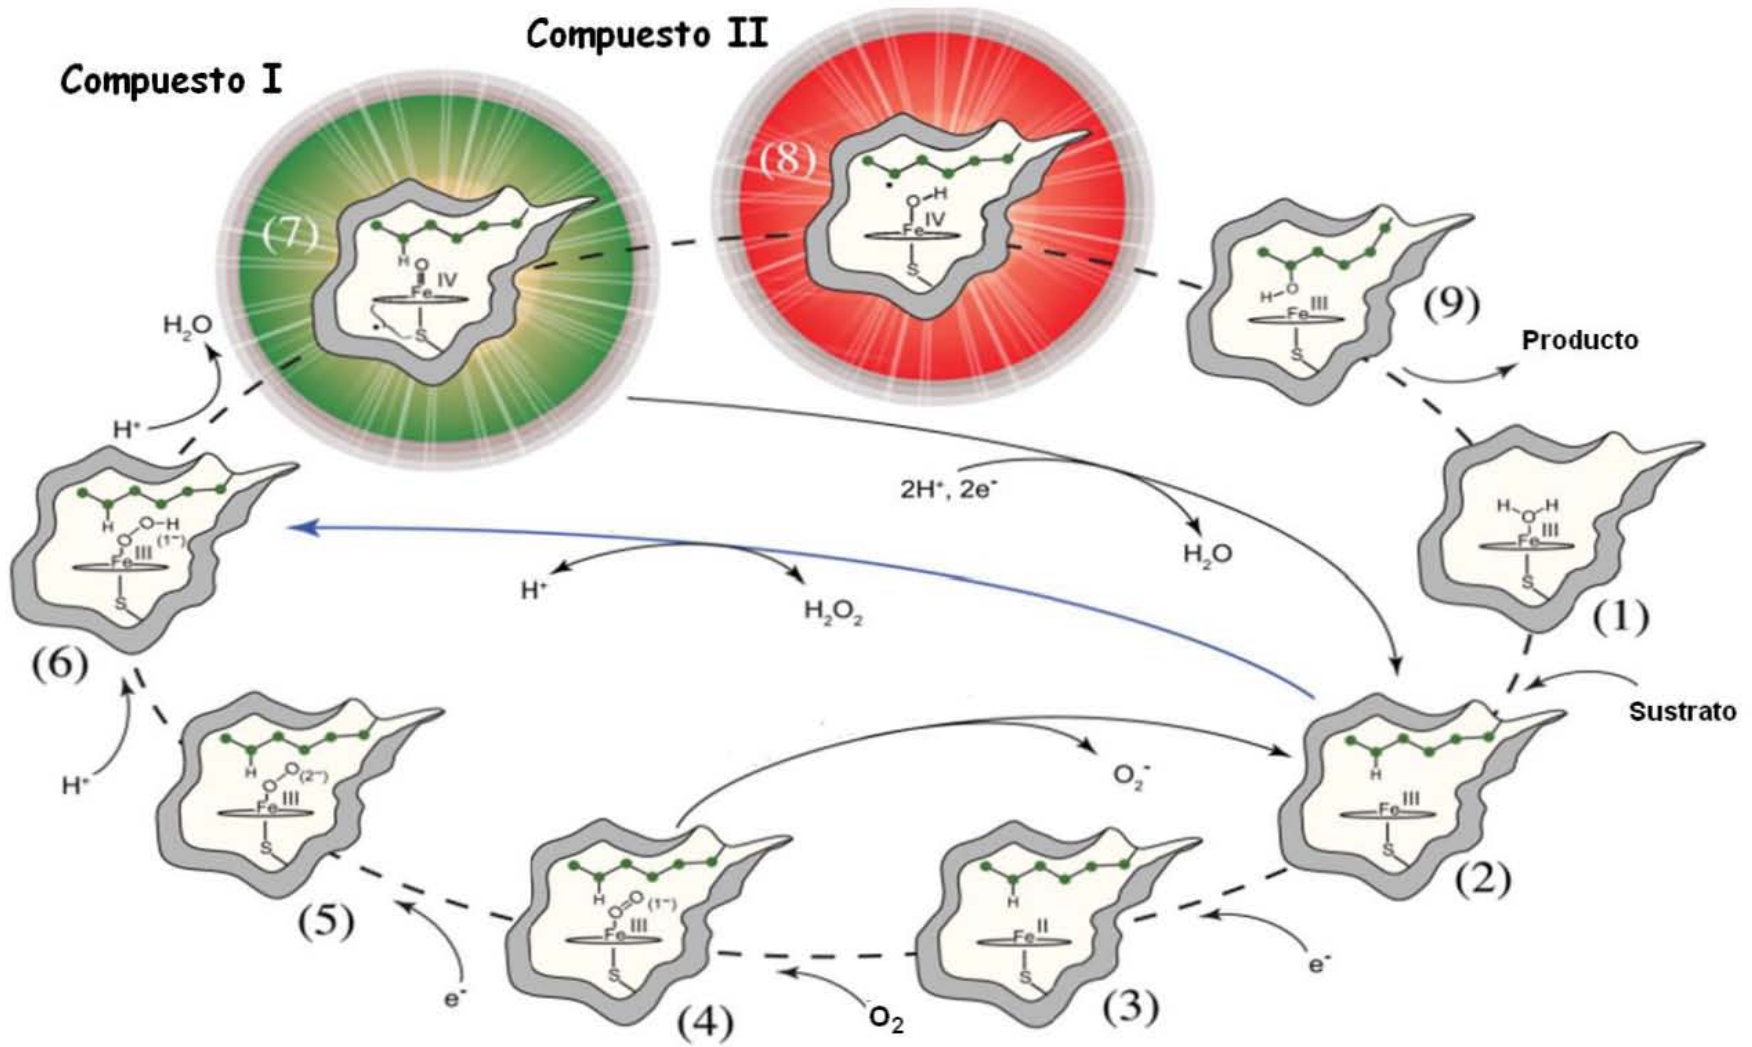 Compuesto II
Compuesto I
(8)
H
O
IV
Fe
S
(7)
H
O
IV
Fe
S
H O
III
Fe
S
(9)
Producto
H₂O
H⁺
2H⁺, 2e⁻
H₂O
H H
O
III
Fe
S
(1)
H
O-H
O (1⁻)
III
Fe
S
(6)
H⁺
H₂O₂
Sustrato
O₂⁻
H
III
Fe
S
(2)
H⁺
H
O (2⁻)
O
III
Fe
S
(5)
e⁻
H
O (1⁻)
O
III
Fe
S
(4)
O₂
H
II
Fe
S
(3)
e⁻